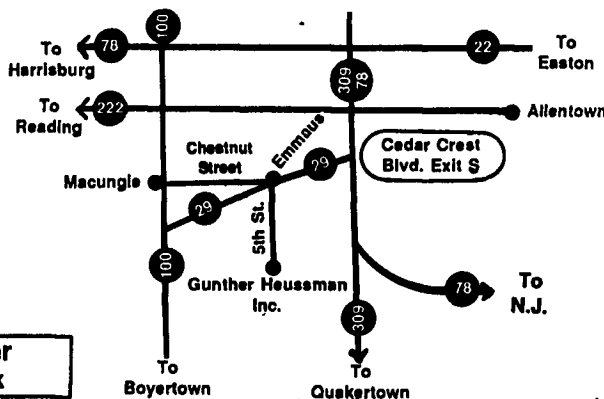 100
To
Harrisburg
78
22
To
Easton
309
78
To
Reading
222
Allentown
Chestnut
Street
Emmaus
29
Cedar Crest
Blvd. Exit S
Macungie
29
5th St.
100
Gunther Heussman
Inc.
78
To
N.J.
309
To
Boyertown
To
Quakertown